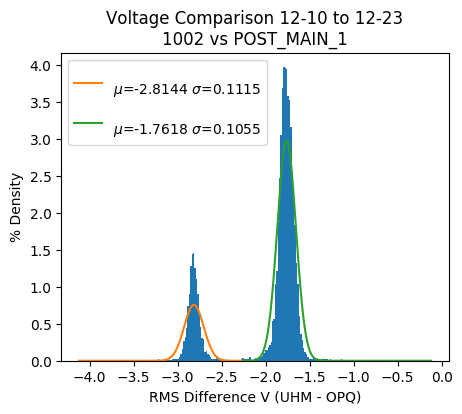 Voltage Comparison 12-10 to 12-23
1002 vs POST_MAIN_1
μ=-2.8144 σ=0.1115
μ=-1.7618 σ=0.1055
% Density
4.0
3.5
3.0
2.5
2.0
1.5
1.0
0.5
0.0
−4.0 −3.5 −3.0 −2.5 −2.0 −1.5 −1.0 −0.5 0.0
RMS Difference V (UHM - OPQ)